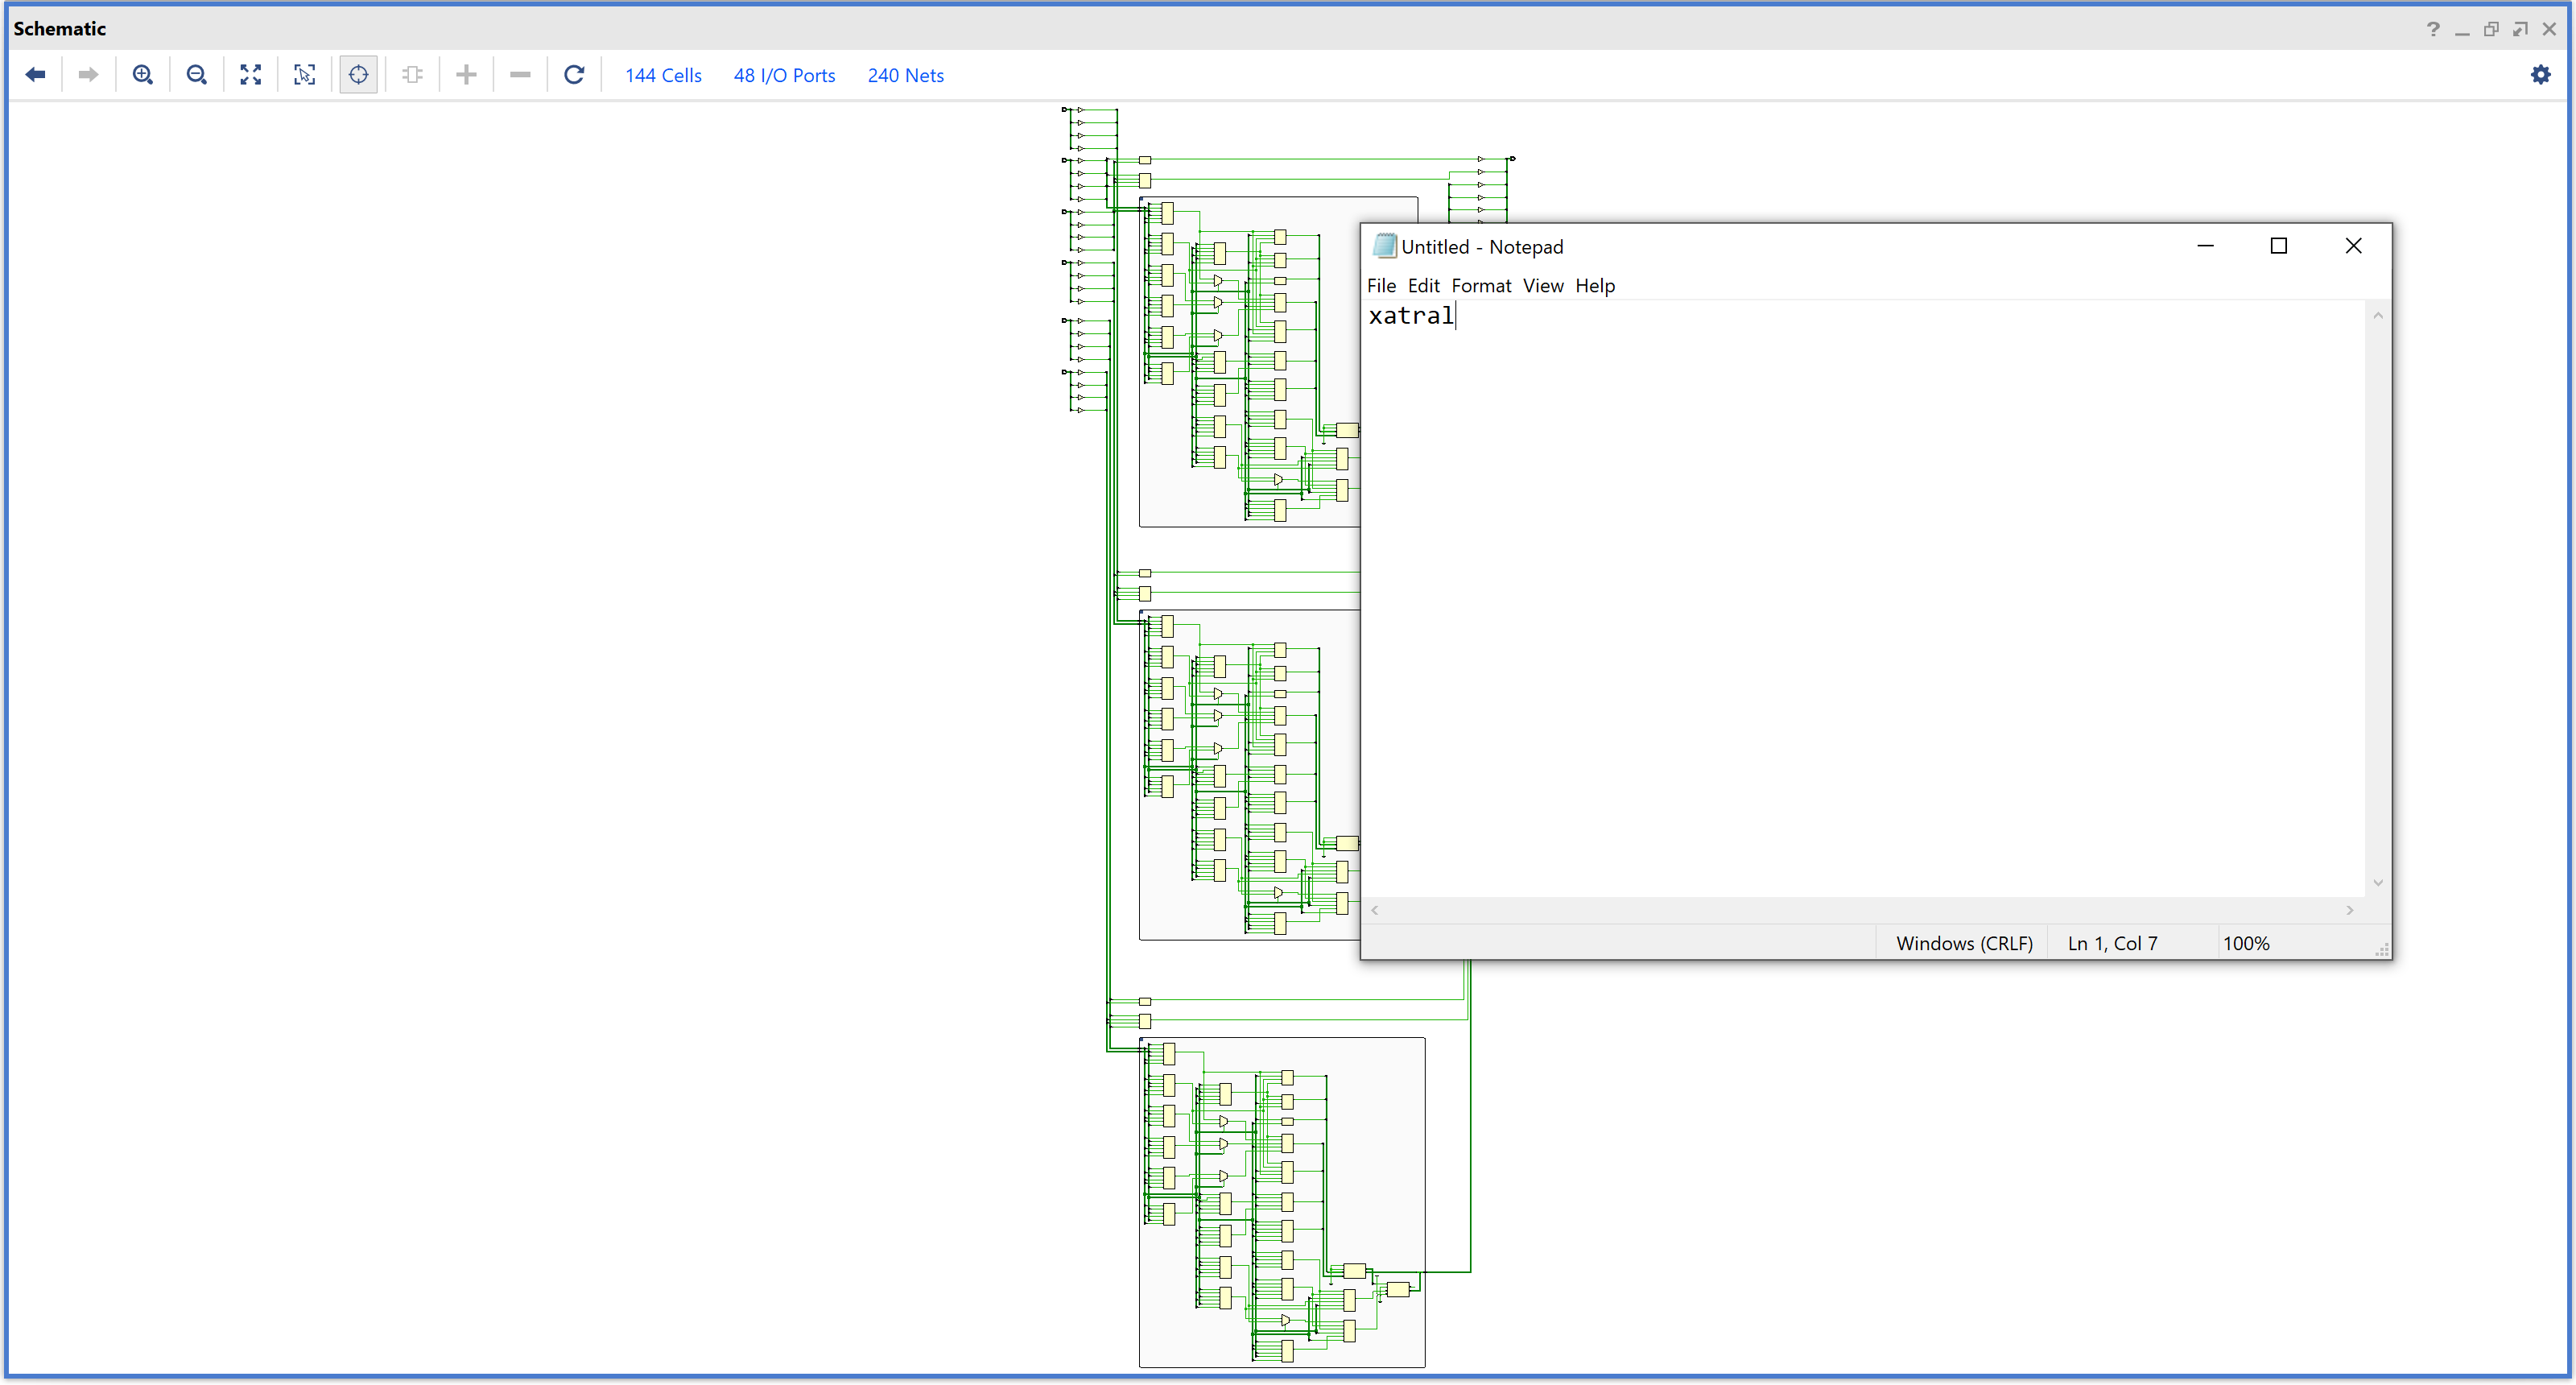 Schematic
144 Cells 48 I/O Ports 240 Nets
Untitled - Notepad
File Edit Format View Help
xatral
Windows (CRLF) Ln 1, Col 7 100%